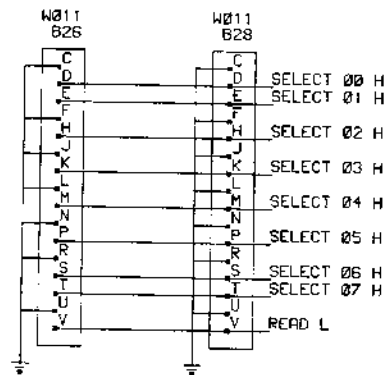 W011 W011
B26 B28
C C
D D SELECT 00 H
E E SELECT 01 H
F F
H H SELECT 02 H
J J
K K SELECT 03 H
L L
M M SELECT 04 H
N N
P P SELECT 05 H
R R
S S SELECT 06 H
T T SELECT 07 H
U U
V V READ L